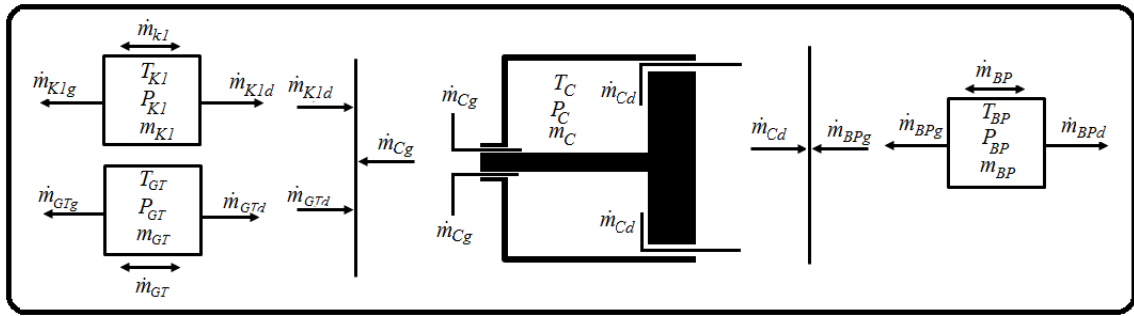 ṁk1
TK1
PK1
mK1
ṁK1g
ṁK1d
TGT
PGT
mGT
ṁGTg
ṁGTd
ṁGT
ṁK1d
ṁCg
ṁGTd
ṁCg
ṁCg
TC
PC
mC
ṁCd
ṁCd
ṁCd
ṁBPg
ṁBP
ṁBPg
TBP
PBP
mBP
ṁBPd